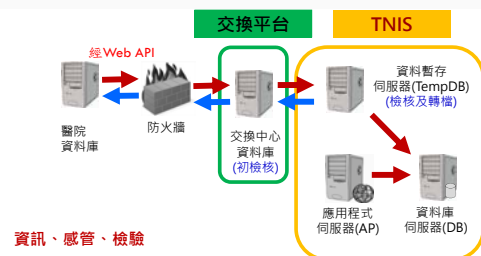 交換平台
TNIS
經Web API
醫院
資料庫
防火牆
交換中心
資料庫
(初檢核)
資料暫存
伺服器(TempDB)
(檢核及轉檔)
應用程式
伺服器(AP)
資料庫
伺服器(DB)
資訊、感管、檢驗